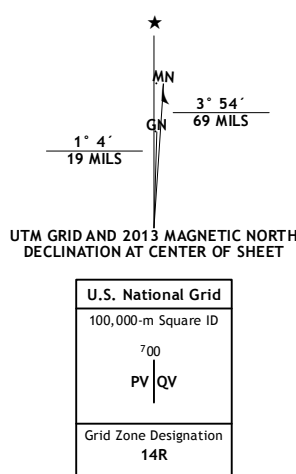 ★
MN
3° 54´
69 MILS
GN
1° 4´
19 MILS
UTM GRID AND 2013 MAGNETIC NORTH
DECLINATION AT CENTER OF SHEET
U.S. National Grid
100,000-m Square ID
⁷00
PV QV
Grid Zone Designation
14R